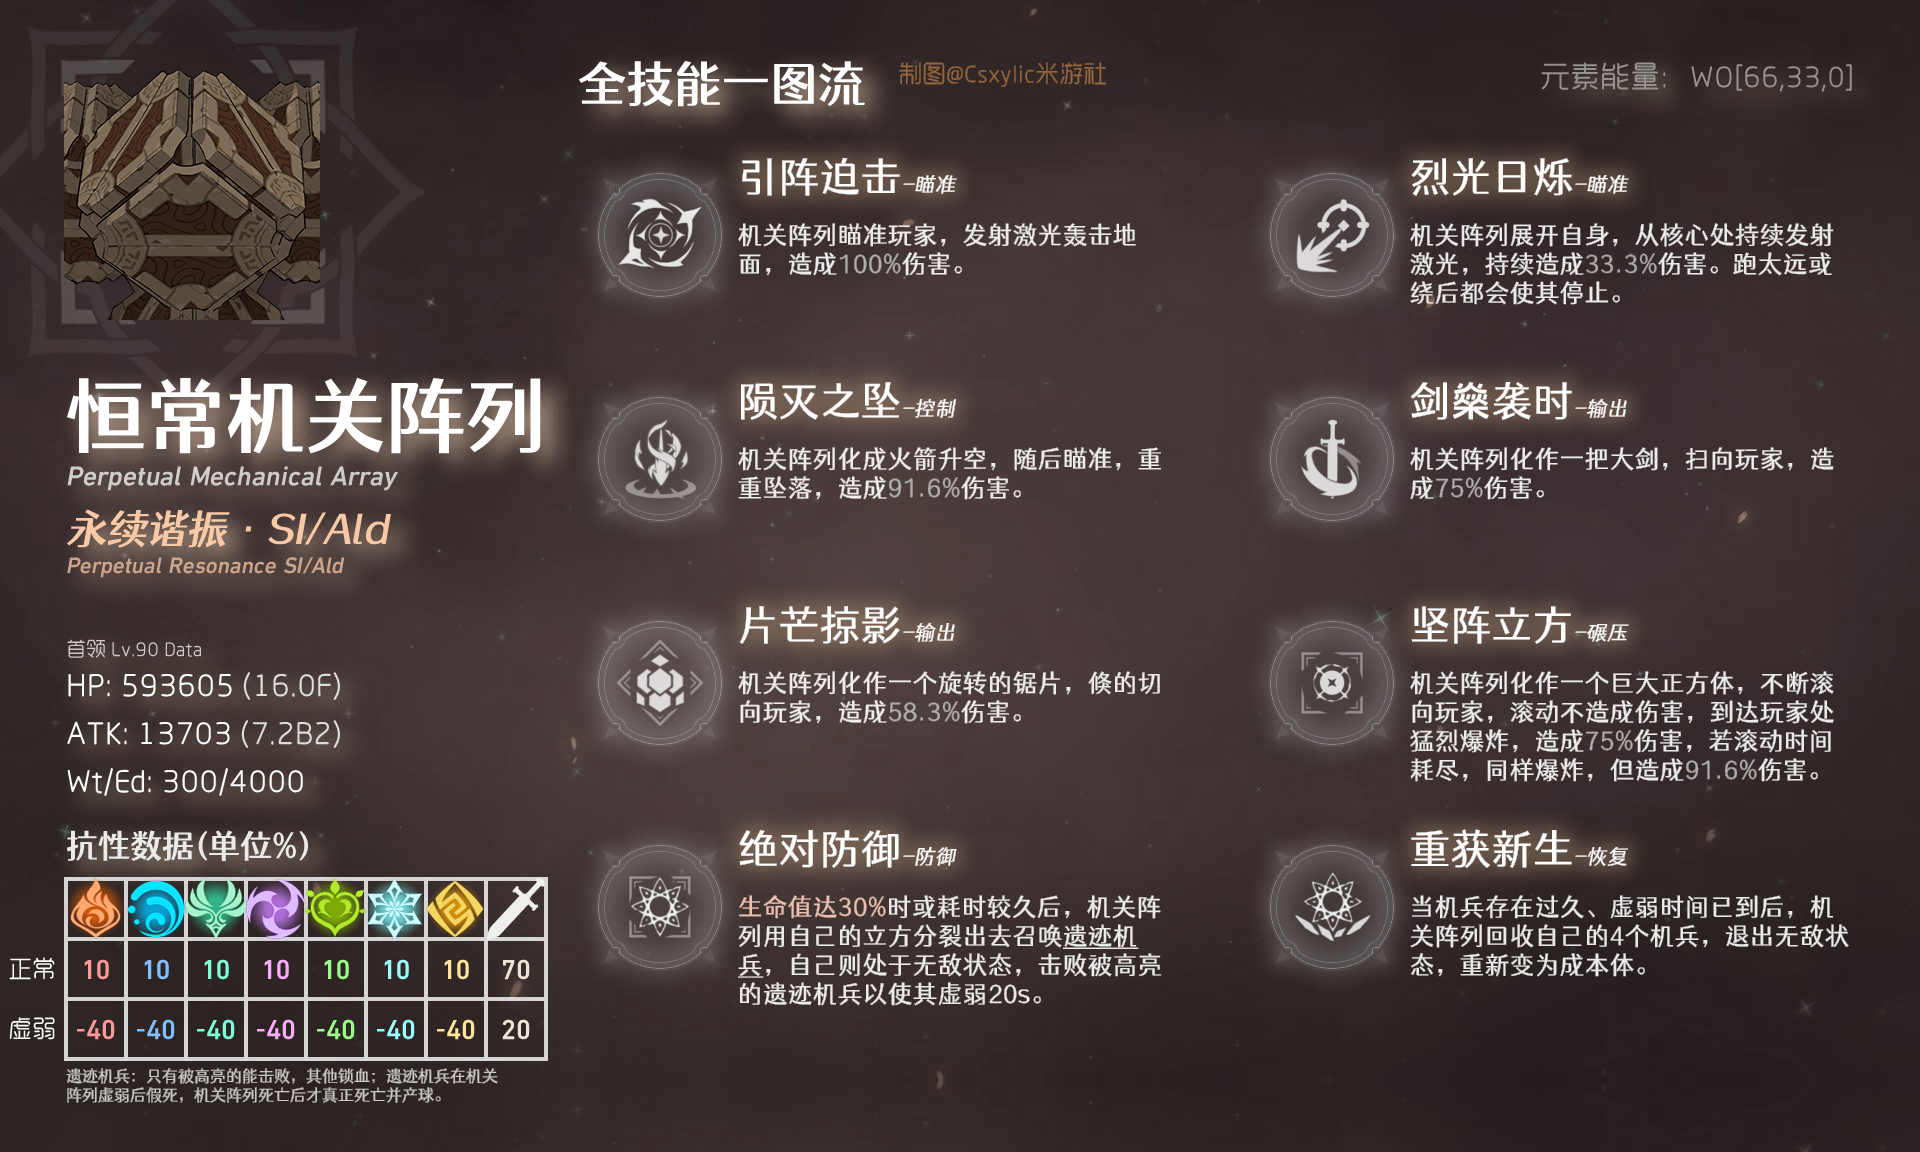 全技能一图流
制图@Csxylic米游社
元素能量: W0[66,33,0]
恒常机关阵列
Perpetual Mechanical Array
永续谐振 · SI/Ald
Perpetual Resonance SI/Ald
首领 Lv.90 Data
HP: 593605 (16.0F)
ATK: 13703 (7.2B2)
Wt/Ed: 300/4000
抗性数据(单位%)
正常 10 10 10 10 10 10 10 70
虚弱 -40 -40 -40 -40 -40 -40 -40 20
遗迹机兵：只有被高亮的能击败，其他锁血；遗迹机兵在机关
阵列虚弱后假死，机关阵列死亡后才真正死亡并产球。
引阵迫击-瞄准
机关阵列瞄准玩家，发射激光轰击地
面，造成100%伤害。
烈光日烁-瞄准
机关阵列展开自身，从核心处持续发射
激光，持续造成33.3%伤害。跑太远或
绕后都会使其停止。
陨灭之坠-控制
机关阵列化成火箭升空，随后瞄准，重
重坠落，造成91.6%伤害。
剑燊袭时-输出
机关阵列化作一把大剑，扫向玩家，造
成75%伤害。
片芒掠影-输出
机关阵列化作一个旋转的锯片，倏的切
向玩家，造成58.3%伤害。
坚阵立方-碾压
机关阵列化作一个巨大正方体，不断滚
向玩家，滚动不造成伤害，到达玩家处
猛烈爆炸，造成75%伤害，若滚动时间
耗尽，同样爆炸，但造成91.6%伤害。
绝对防御-防御
生命值达30%时或耗时较久后，机关阵
列用自己的立方分裂出去召唤遗迹机
兵，自己则处于无敌状态，击败被高亮
的遗迹机兵以使其虚弱20s。
重获新生-恢复
当机兵存在过久、虚弱时间已到后，机
关阵列回收自己的4个机兵，退出无敌状
态，重新变为成本体。